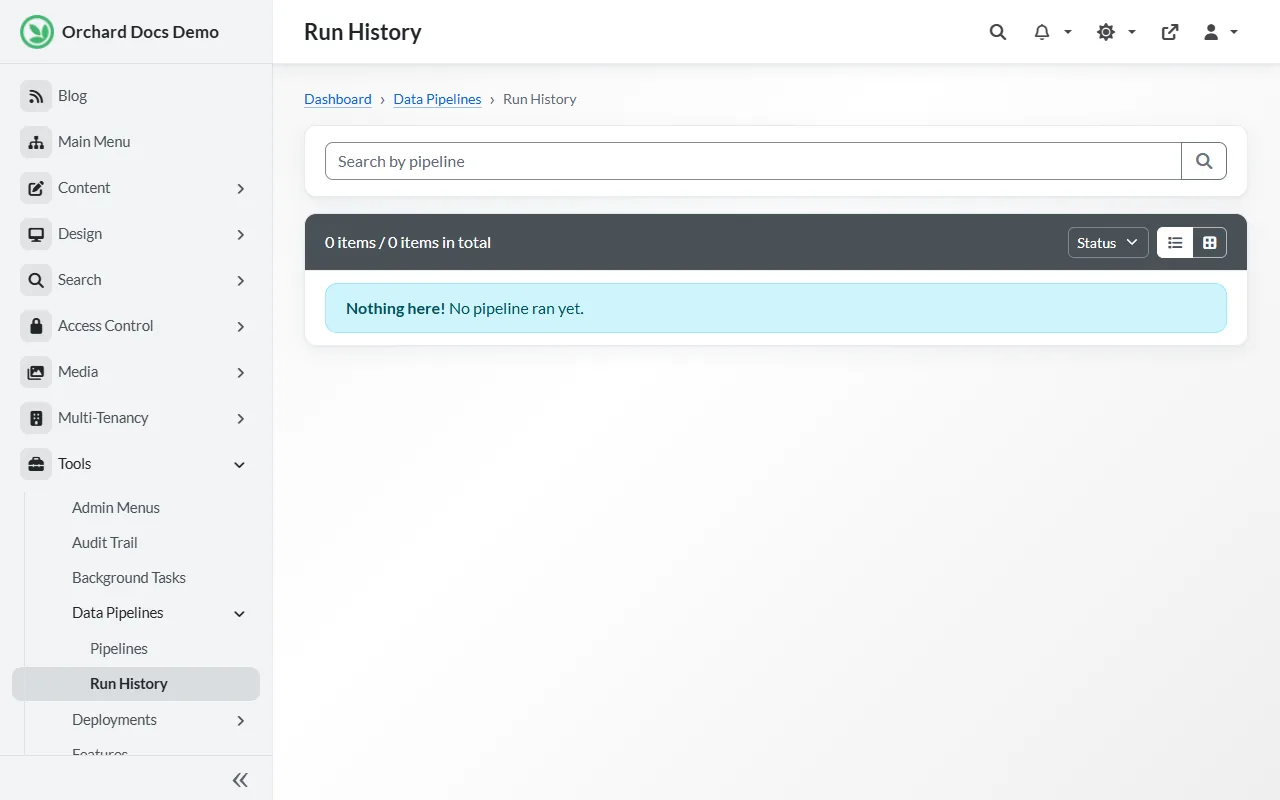 Orchard Docs Demo
Run History
Blog
Main Menu
Content
Design
Search
Access Control
Media
Multi-Tenancy
Tools
Admin Menus
Audit Trail
Background Tasks
Data Pipelines
Pipelines
Run History
Deployments
Features
Dashboard › Data Pipelines › Run History
Search by pipeline
0 items / 0 items in total
Status
Nothing here! No pipeline ran yet.